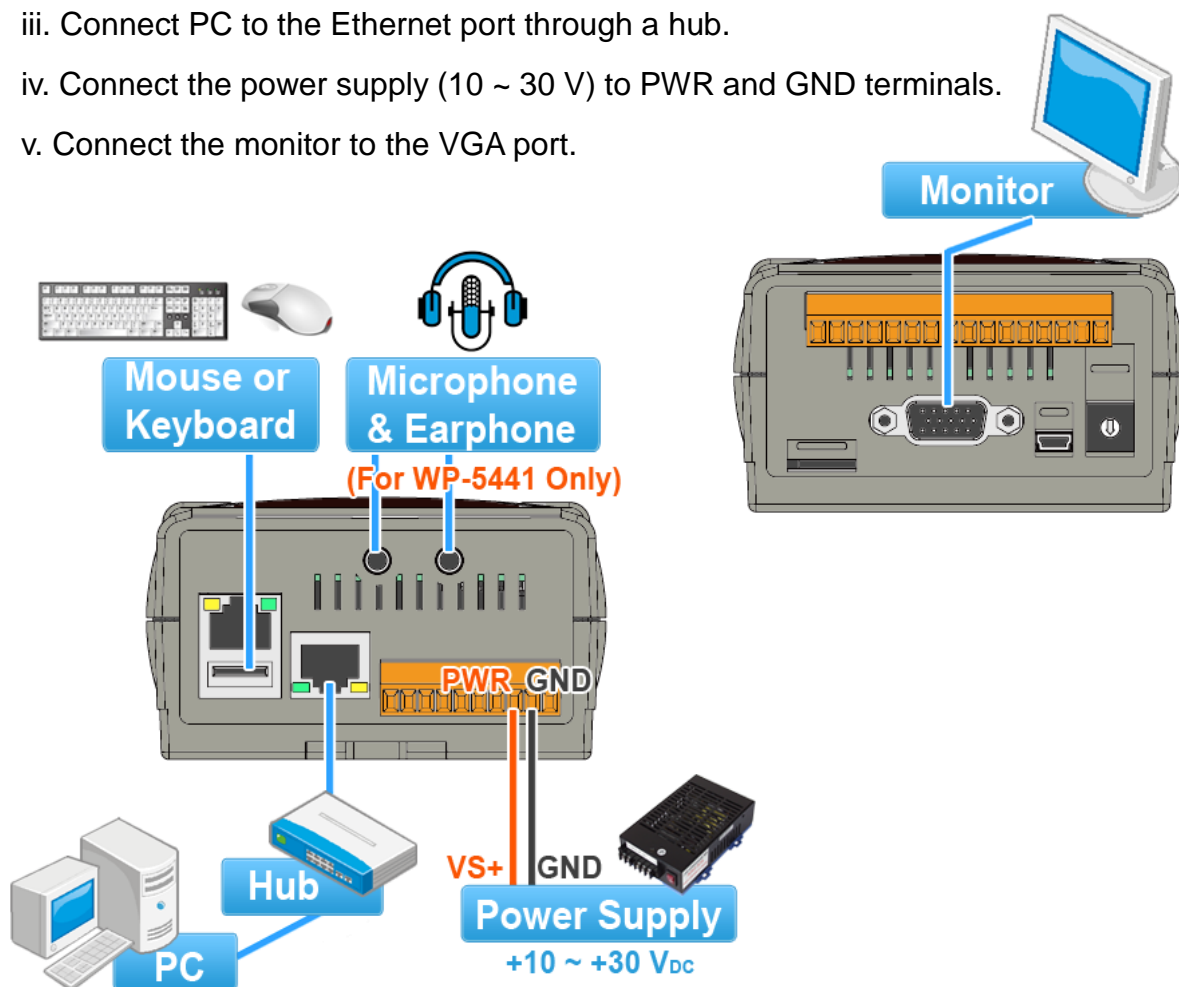 iii. Connect PC to the Ethernet port through a hub.
iv. Connect the power supply (10 ~ 30 V) to PWR and GND terminals.
v. Connect the monitor to the VGA port.
Monitor
Mouse or
Keyboard
Microphone
& Earphone
(For WP-5441 Only)
PWR GND
VS+ GND
Hub
Power Supply
+10 ~ +30 VDC
PC